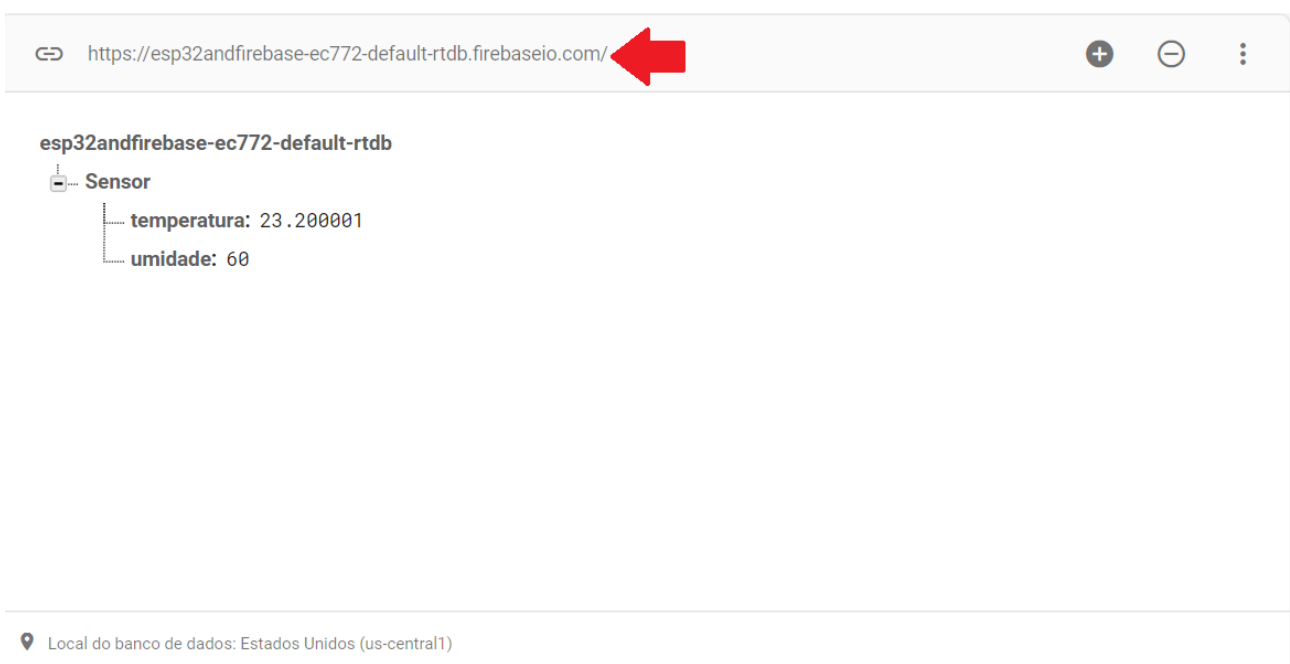 https://esp32andfirebase-ec772-default-rtdb.firebaseio.com/
esp32andfirebase-ec772-default-rtdb
Sensor
temperatura: 23.200001
umidade: 60
Local do banco de dados: Estados Unidos (us-central1)